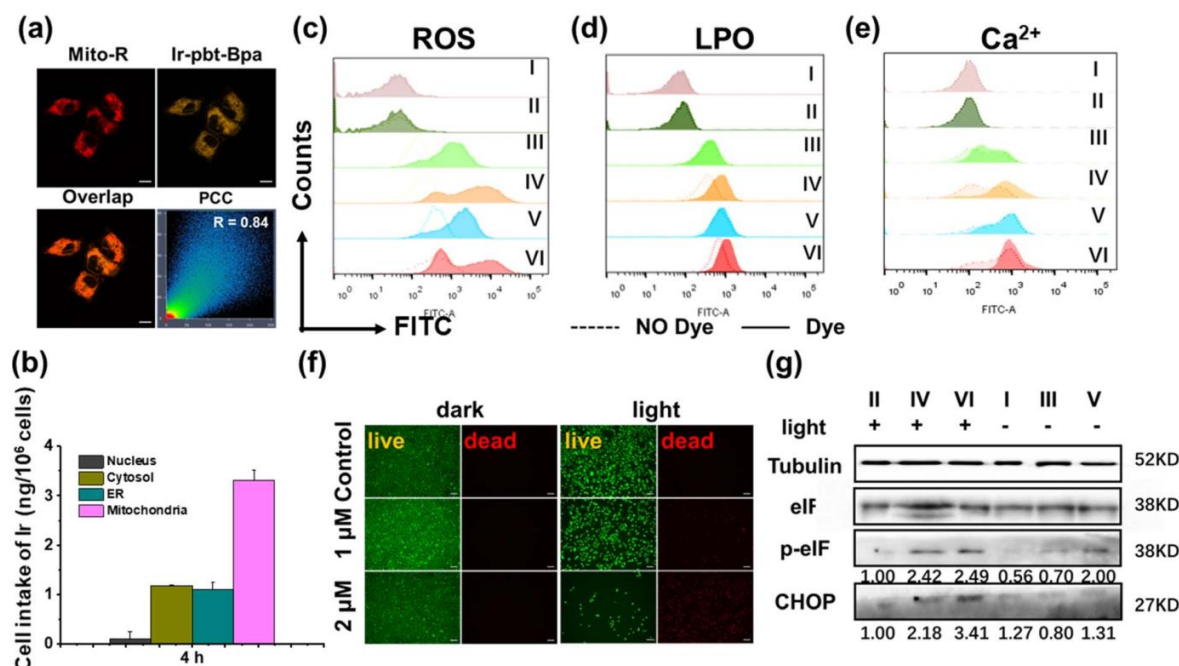 (a)
Mito-R
Ir-pbt-Bpa
Overlap
PCC
R = 0.84
(c)
ROS
I
II
III
IV
V
VI
10⁰ 10¹ 10² 10³ 10⁴ 10⁵
FITC-A
Counts
FITC
(d)
LPO
I
II
III
IV
V
VI
10⁰ 10¹ 10² 10³ 10⁴ 10⁵
FITC-A
(e)
Ca²⁺
I
II
III
IV
V
VI
10⁰ 10¹ 10² 10³ 10⁴ 10⁵
FITC-A
NO Dye
Dye
(b)
Cell intake of Ir (ng/10⁶ cells)
4
3
2
1
0
Nucleus
Cytosol
ER
Mitochondria
4 h
(f)
dark light
live dead live dead
Control
1 μM
2 μM
(g)
II IV VI I III V
light + + + - - -
Tubulin 52KD
eIF 38KD
p-eIF 38KD
1.00 2.42 2.49 0.56 0.70 2.00
CHOP 27KD
1.00 2.18 3.41 1.27 0.80 1.31